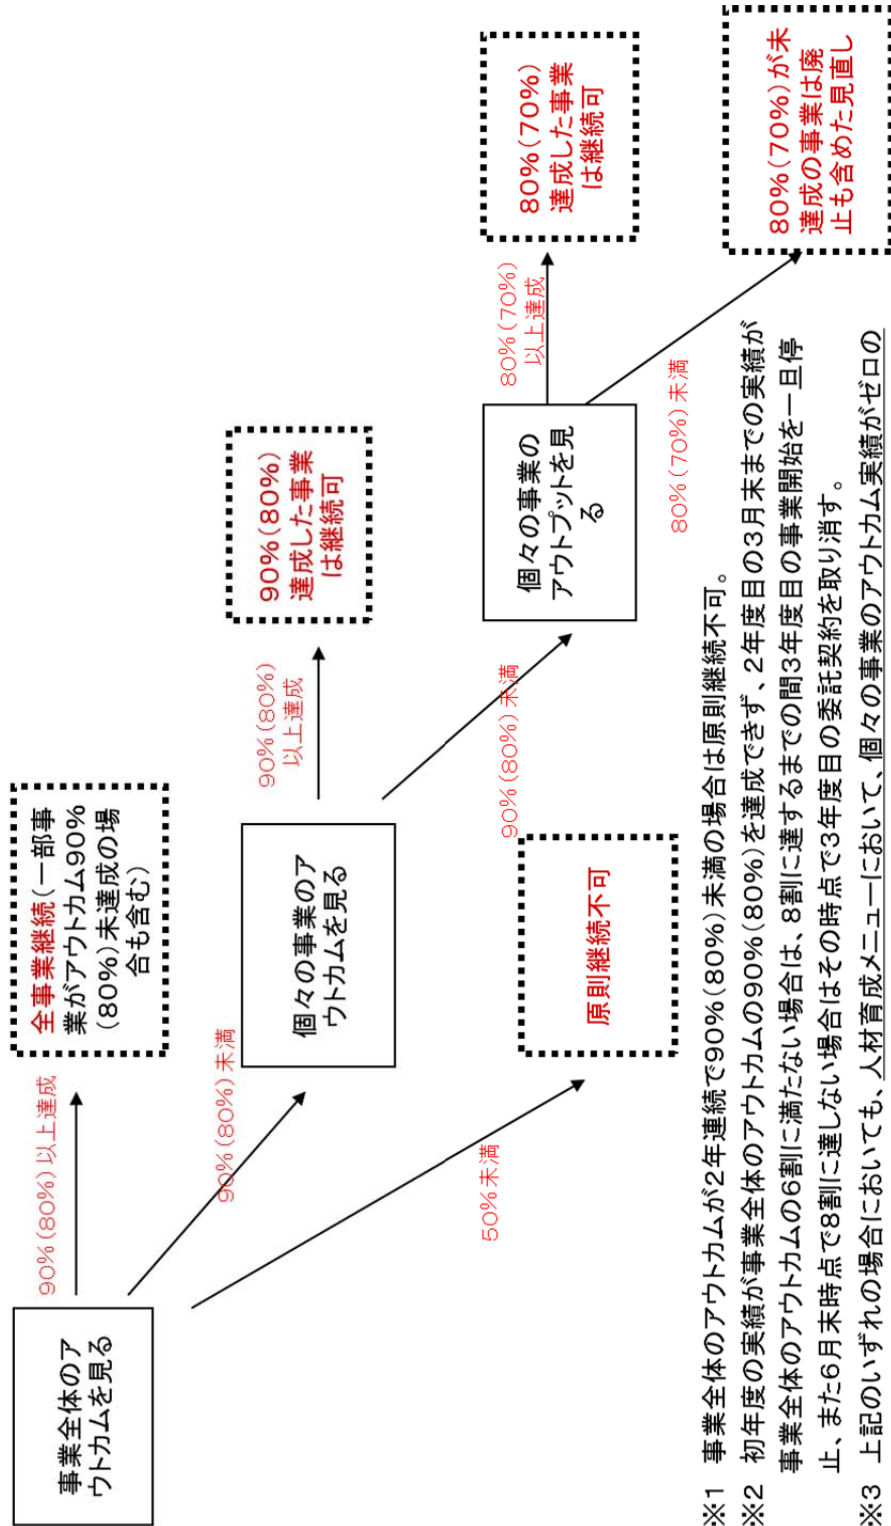 事業全体のア
ウトカムを見る
90%(80%)以上達成
全事業継続(一部事
業がアウトカム90%
(80%)未達成の場
合も含む)
90%(80%)未満
個々の事業のア
ウトカムを見る
90%(80%)
以上達成
90%(80%)
達成した事業
は継続可
50%未満
原則継続不可
90%(80%)未満
個々の事業の
アウトプットを見
る
80%(70%)
以上達成
80%(70%)
達成した事業
は継続可
80%(70%)未満
80%(70%)が未
達成の事業は廃
止も含めた見直し
※1 事業全体のアウトカムが2年連続で90%(80%)未満の場合は原則継続不可。
※2 初年度の実績が事業全体のアウトカムの90%(80%)を達成できず、2年度目の3月末までの実績が
事業全体のアウトカムの6割に満たない場合は、8割に達するまでの間3年度目の事業開始を一旦停
止、また6月末時点で8割に達しない場合はその時点で3年度目の委託契約を取り消す。
※3 上記のいずれの場合においても、人材育成メニューにおいて、個々の事業のアウトカム実績がゼロの